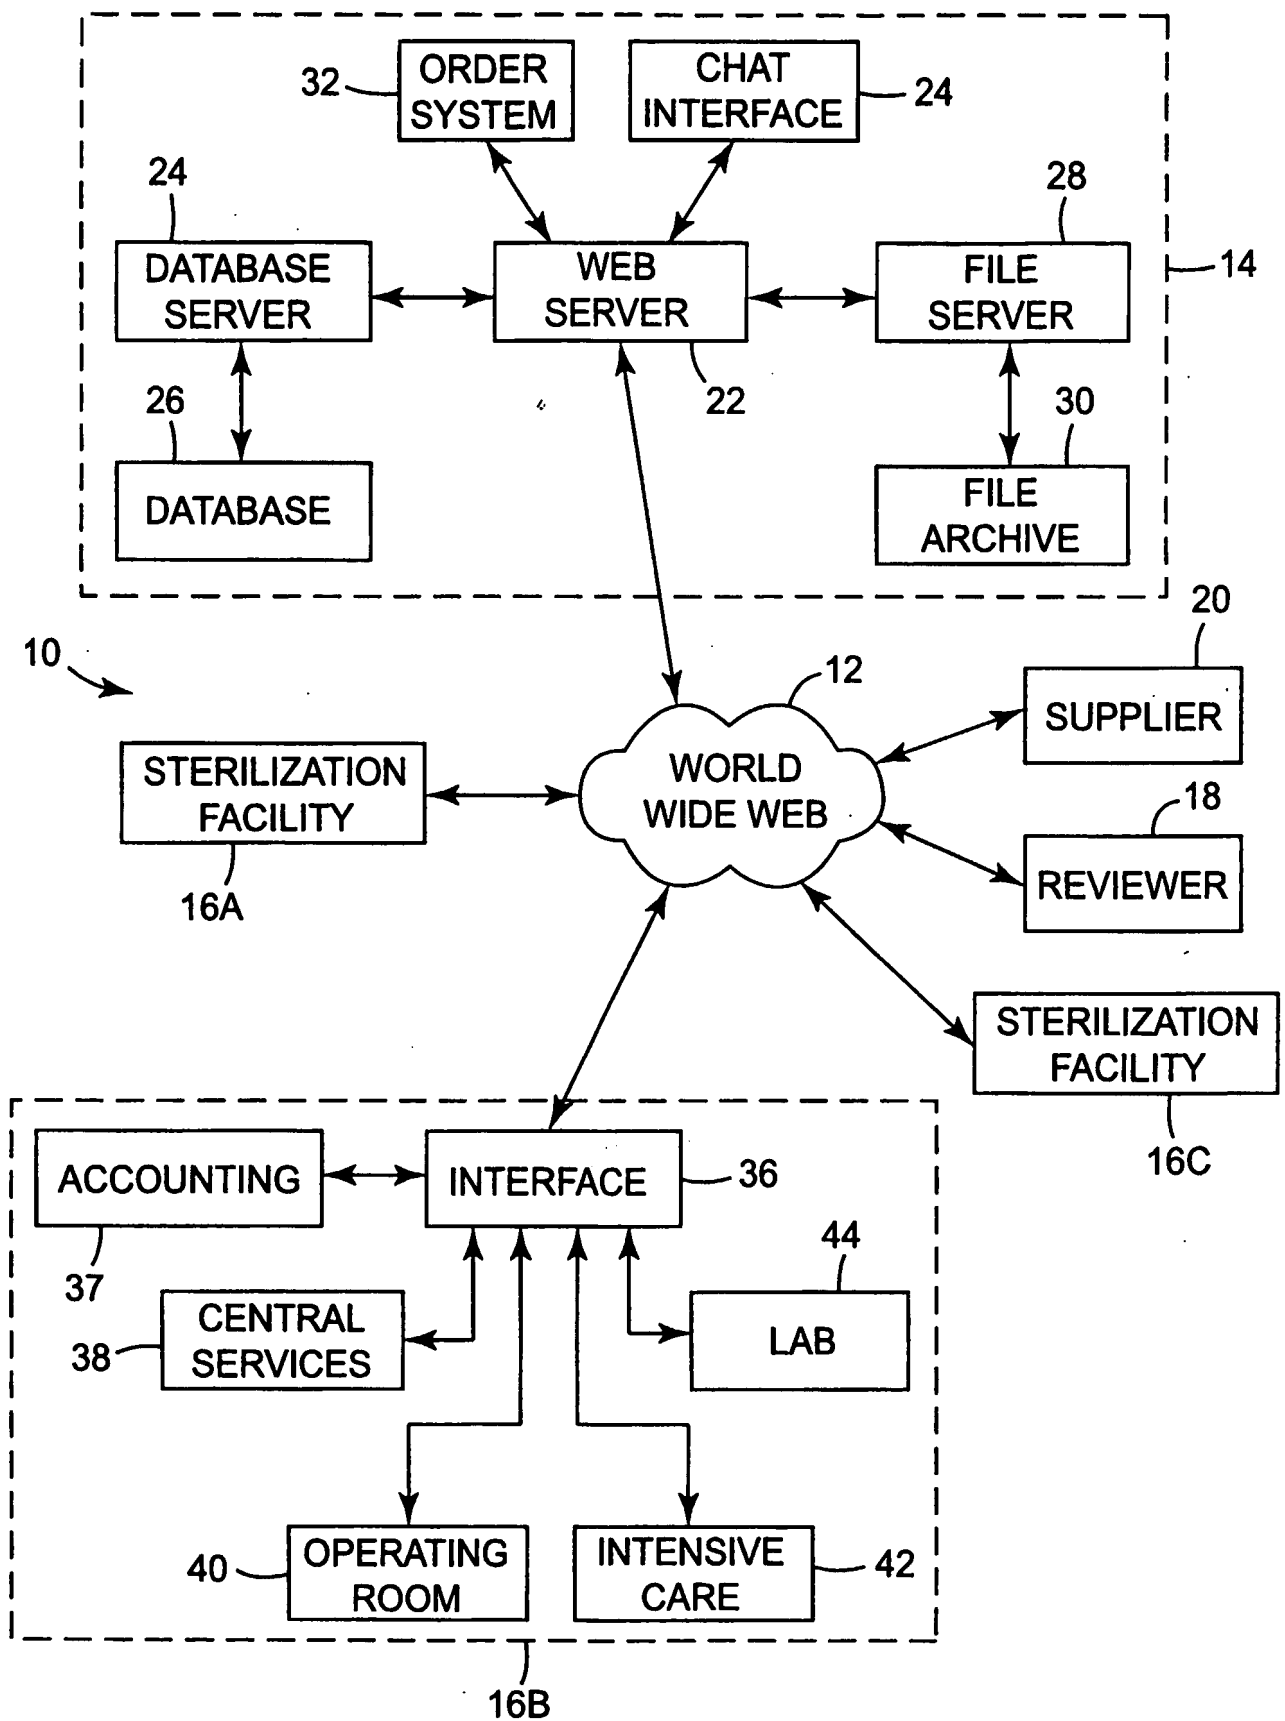 32
ORDER
SYSTEM
CHAT
INTERFACE
24
24
28
DATABASE
SERVER
WEB
SERVER
FILE
SERVER
14
26
22
30
DATABASE
FILE
ARCHIVE
10
12
20
SUPPLIER
STERILIZATION
FACILITY
WORLD
WIDE WEB
18
REVIEWER
16A
STERILIZATION
FACILITY
16C
ACCOUNTING
INTERFACE
36
37
44
CENTRAL
SERVICES
38
LAB
40
OPERATING
ROOM
INTENSIVE
CARE
42
16B